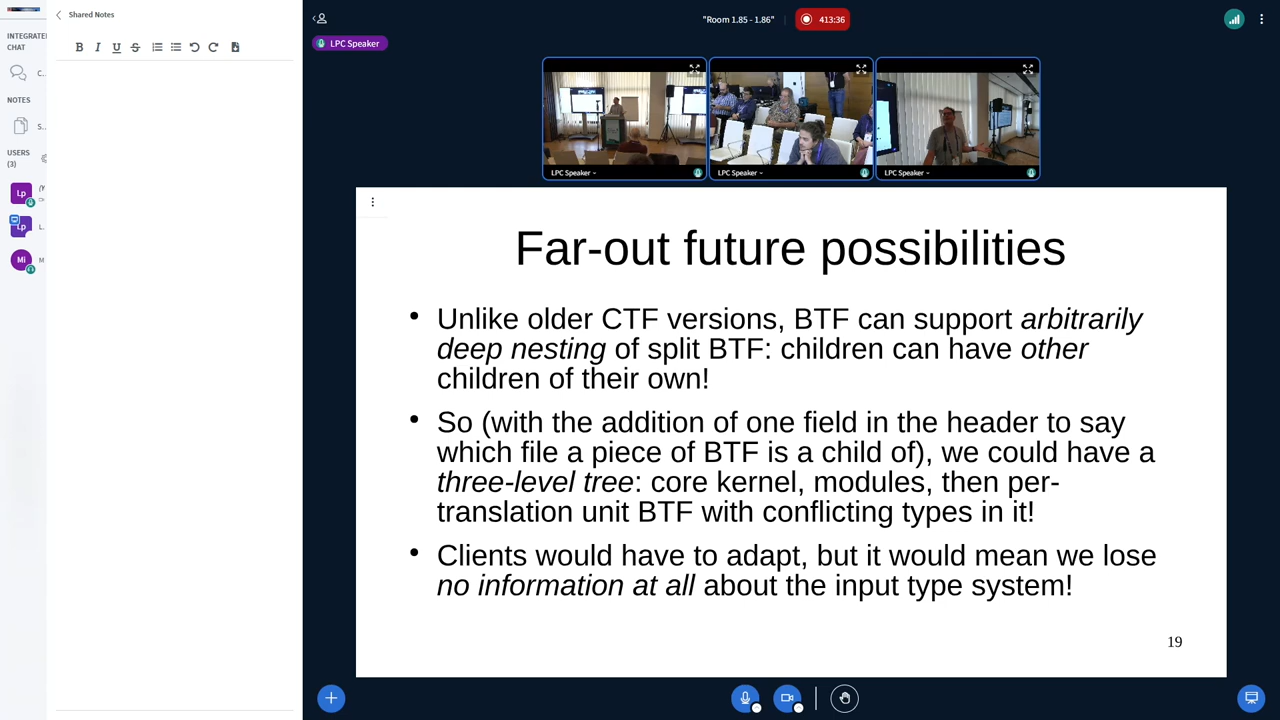 Shared Notes
INTEGRATE
CHAT
C..
NOTES
S..
USERS
(3)
Lp
Lp
L..
Mi
M
B I U S
"Room 1.85 - 1.86"
413:36
LPC Speaker
LPC Speaker
LPC Speaker
LPC Speaker
Far-out future possibilities
• Unlike older CTF versions, BTF can support arbitrarily
deep nesting of split BTF: children can have other
children of their own!
• So (with the addition of one field in the header to say
which file a piece of BTF is a child of), we could have a
three-level tree: core kernel, modules, then per-
translation unit BTF with conflicting types in it!
• Clients would have to adapt, but it would mean we lose
no information at all about the input type system!
19